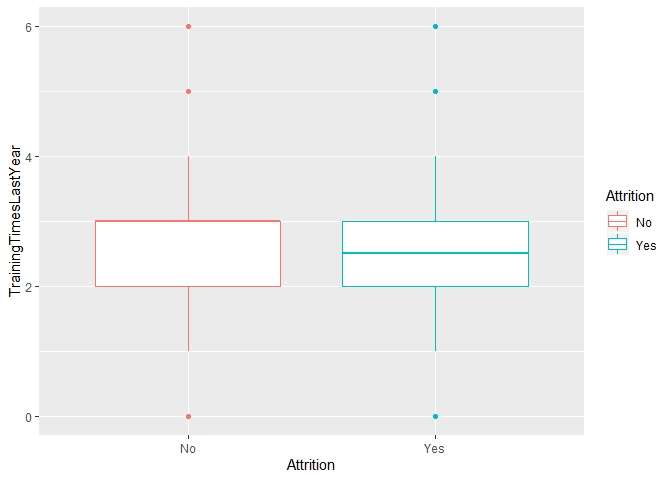 6
4
2
0
TrainingTimesLastYear
No
Yes
Attrition
Attrition
No
Yes